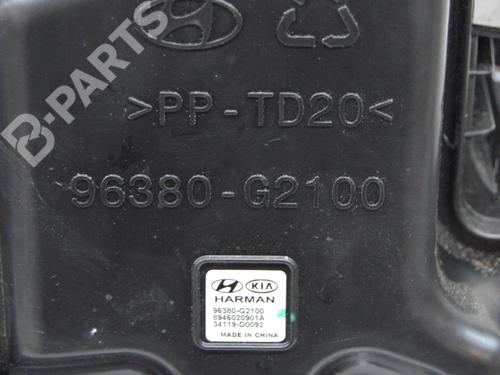 B-PARTS
>PP-TD20<
96380-G2100
KIA
HARMAN
96380-G2100
8946020901A
34119-D0092
MADE IN CHINA